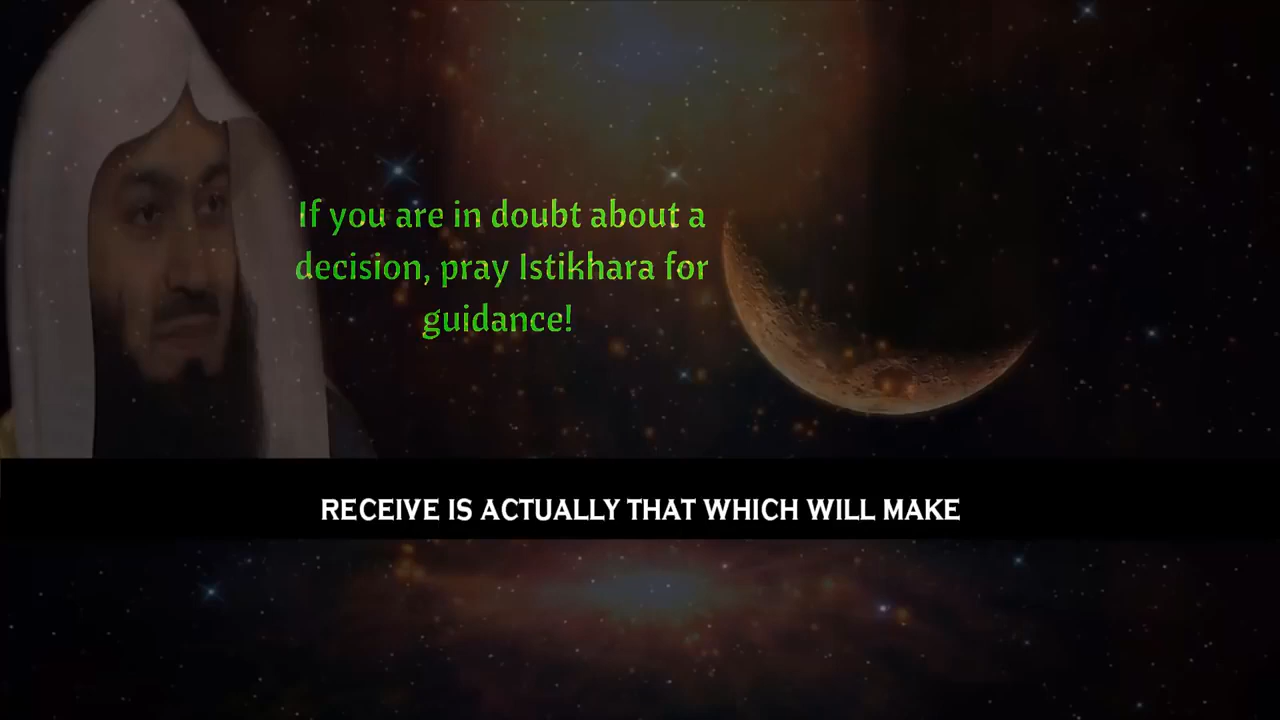 If you are in doubt about a
decision, pray Istikhara for
guidance!
RECEIVE IS ACTUALLY THAT WHICH WILL MAKE